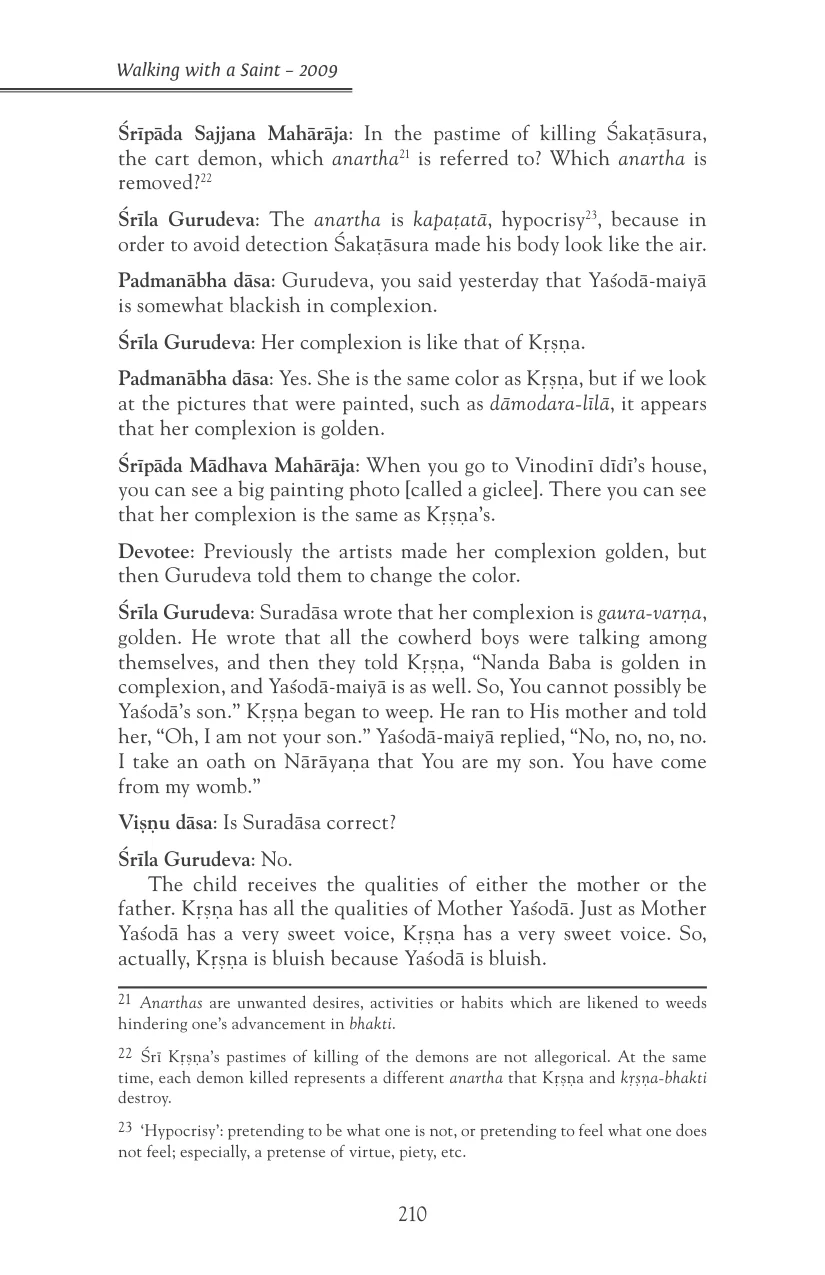 Walking with a Saint – 2009
Śrīpāda Sajjana Mahārāja: In the pastime of killing Śakaṭāsura,
the cart demon, which anartha21 is referred to? Which anartha is
removed?22
Śrīla Gurudeva: The anartha is kapaṭatā, hypocrisy23, because in
order to avoid detection Śakaṭāsura made his body look like the air.
Padmanābha dāsa: Gurudeva, you said yesterday that Yaśodā-maiyā
is somewhat blackish in complexion.
Śrīla Gurudeva: Her complexion is like that of Kṛṣṇa.
Padmanābha dāsa: Yes. She is the same color as Kṛṣṇa, but if we look
at the pictures that were painted, such as dāmodara-līlā, it appears
that her complexion is golden.
Śrīpāda Mādhava Mahārāja: When you go to Vinodinī dīdī’s house,
you can see a big painting photo [called a giclee]. There you can see
that her complexion is the same as Kṛṣṇa’s.
Devotee: Previously the artists made her complexion golden, but
then Gurudeva told them to change the color.
Śrīla Gurudeva: Suradāsa wrote that her complexion is gaura-varṇa,
golden. He wrote that all the cowherd boys were talking among
themselves, and then they told Kṛṣṇa, “Nanda Baba is golden in
complexion, and Yaśodā-maiyā is as well. So, You cannot possibly be
Yaśodā’s son.” Kṛṣṇa began to weep. He ran to His mother and told
her, “Oh, I am not your son.” Yaśodā-maiyā replied, “No, no, no, no.
I take an oath on Nārāyaṇa that You are my son. You have come
from my womb.”
Viṣṇu dāsa: Is Suradāsa correct?
Śrīla Gurudeva: No.
The child receives the qualities of either the mother or the
father. Kṛṣṇa has all the qualities of Mother Yaśodā. Just as Mother
Yaśodā has a very sweet voice, Kṛṣṇa has a very sweet voice. So,
actually, Kṛṣṇa is bluish because Yaśodā is bluish.
21 Anarthas are unwanted desires, activities or habits which are likened to weeds
hindering one’s advancement in bhakti.
22 Śrī Kṛṣṇa’s pastimes of killing of the demons are not allegorical. At the same
time, each demon killed represents a different anartha that Kṛṣṇa and kṛṣṇa-bhakti
destroy.
23 ‘Hypocrisy’: pretending to be what one is not, or pretending to feel what one does
not feel; especially, a pretense of virtue, piety, etc.
210